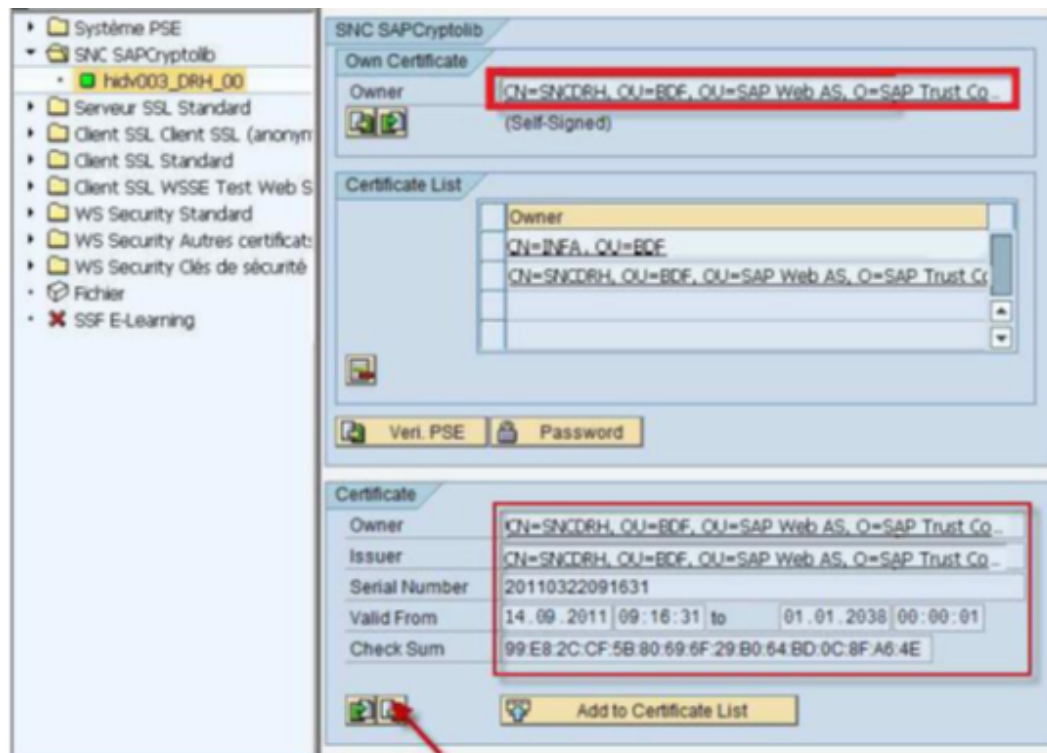 Système PSE
SNC SAPCryptolib
hidv003_DRH_00
Serveur SSL Standard
Client SSL Client SSL (anonym
Client SSL Standard
Client SSL WSSE Test Web S
WS Security Standard
WS Security Autres certificats
WS Security Clés de sécurité
Fichier
SSF E-Learning
SNC SAPCryptolib
Own Certificate
Owner CN=SNCDRH, OU=BDF, OU=SAP Web AS, O=SAP Trust Co...
(Self-Signed)
Certificate List
Owner
CN=INFA, OU=BDF
CN=SNCDRH, OU=BDF, OU=SAP Web AS, O=SAP Trust Co
Veri. PSE Password
Certificate
Owner CN=SNCDRH, OU=BDF, OU=SAP Web AS, O=SAP Trust Co...
Issuer CN=SNCDRH, OU=BDF, OU=SAP Web AS, O=SAP Trust Co...
Serial Number 20110322091631
Valid From 14.09.2011 09:16:31 to 01.01.2038 00:00:01
Check Sum 99:E8:2C:CF:5B:80:69:6F:29:B0:64:BD:0C:8F:A6:4E
Add to Certificate List